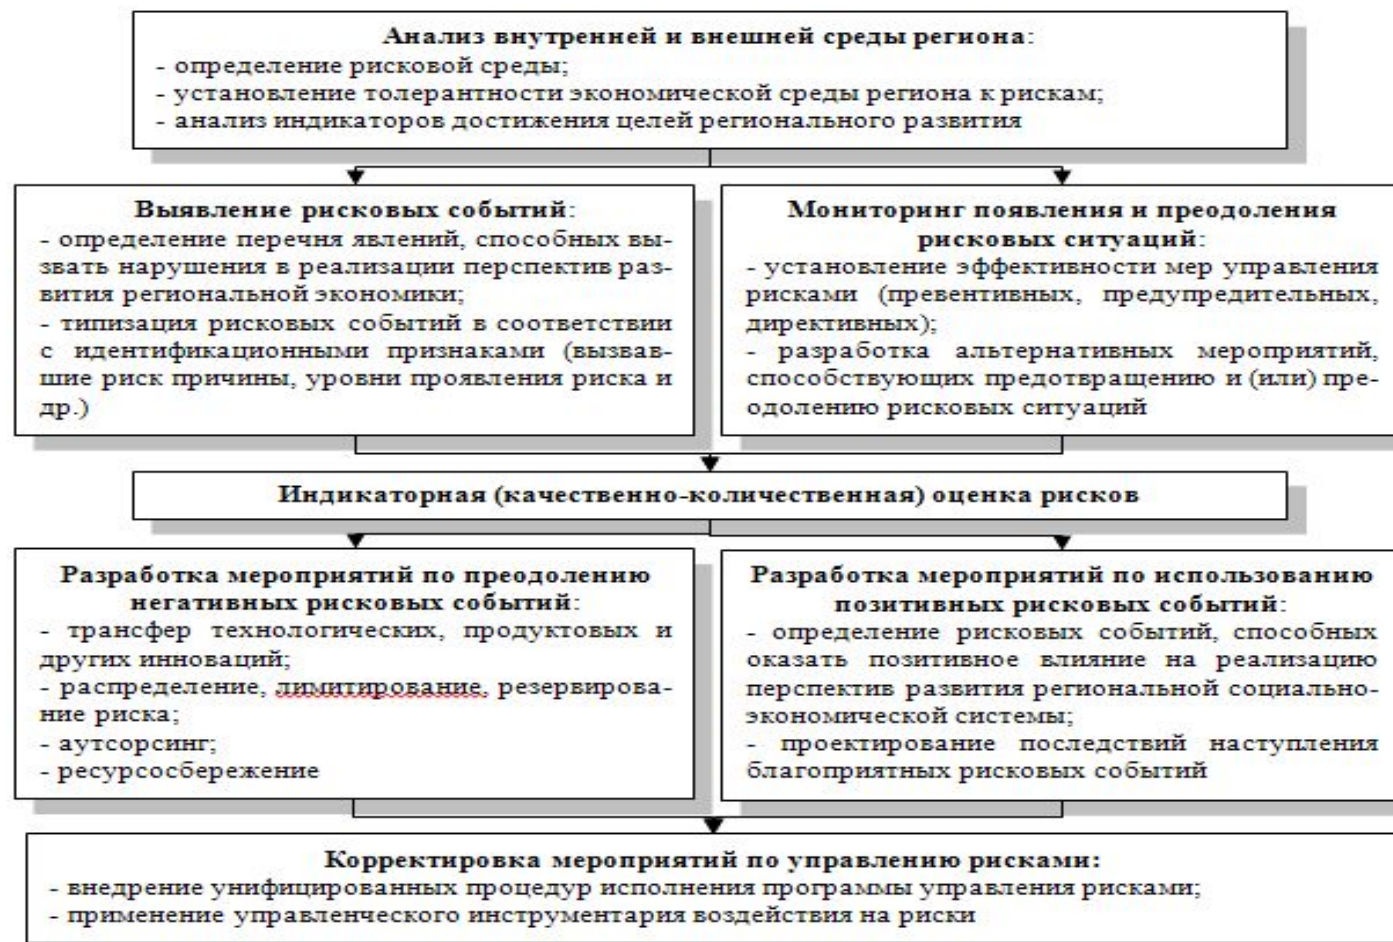 Анализ внутренней и внешней среды региона:
- определение рисковой среды;
- установление толерантности экономической среды региона к рискам;
- анализ индикаторов достижения целей регионального развития
Выявление рисковых событий:
- определение перечня явлений, способных вы-
звать нарушения в реализации перспектив раз-
вития региональной экономики;
- типизация рисковых событий в соответствии
с идентификационными признаками (вызвав-
шие риск причины, уровни проявления риска и
др.)
Мониторинг появления и преодоления
рисковых ситуаций:
- установление эффективности мер управления
рисками (превентивных, предупредительных,
директивных);
- разработка альтернативных мероприятий,
способствующих предотвращению и (или) пре-
одолению рисковых ситуаций
Индикаторная (качественно-количественная) оценка рисков
Разработка мероприятий по преодолению
негативных рисковых событий:
- трансфер технологических, продуктовых и
других инноваций;
- распределение, лимитирование, резервирова-
ние риска;
- аутсорсинг;
- ресурсосбережение
Разработка мероприятий по использованию
позитивных рисковых событий:
- определение рисковых событий, способных
оказать позитивное влияние на реализацию
перспектив развития региональной социально-
экономической системы;
- проектирование последствий наступления
благоприятных рисковых событий
Корректировка мероприятий по управлению рисками:
- внедрение унифицированных процедур исполнения программы управления рисками;
- применение управленческого инструментария воздействия на риски